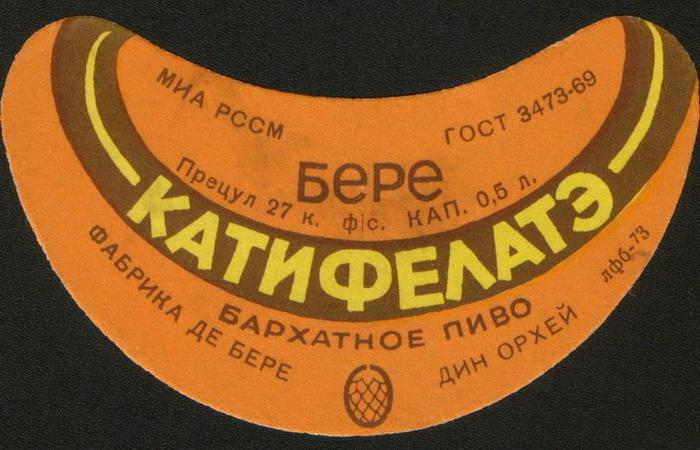 МИА РССМ
ГОСТ 3473-69
Бере
Прецул 27 к. ф|с. КАП. 0,5 л.
КАТИФЕЛАТЭ
БАРХАТНОЕ ПИВО
ФАБРИКА ДЕ БЕРЕ
ДИН ОРХЕЙ
лфб-73